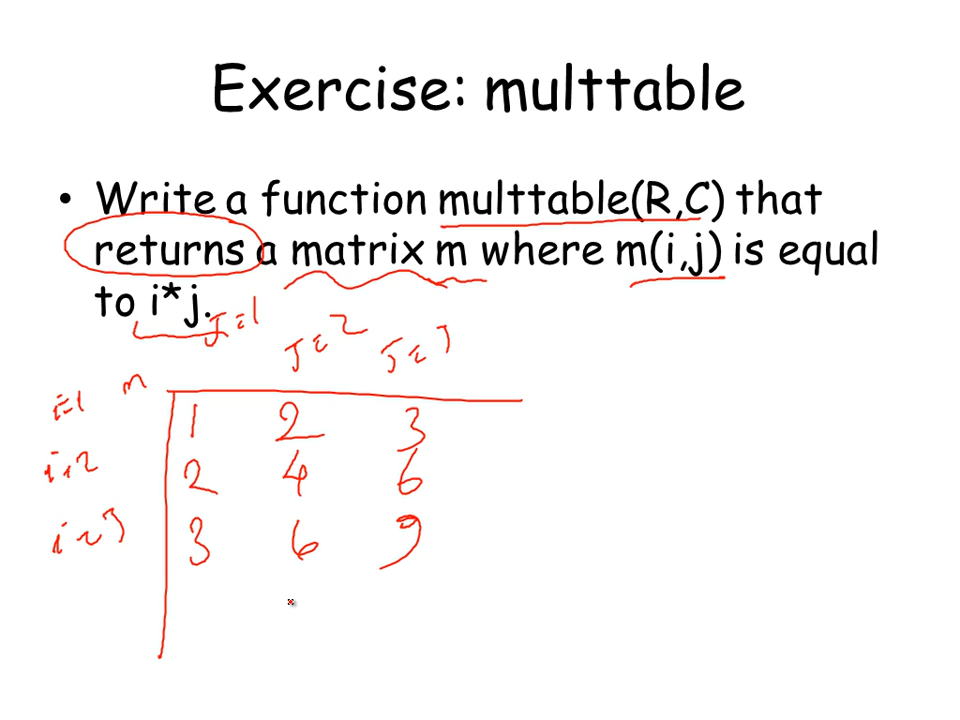 Exercise: multtable
• Write a function multtable(R,C) that
returns a matrix m where m(i,j) is equal
to i*j.
J=1
J=2 J=3
m
i=1 1 2 3
i=2 2 4 6
i=3 3 6 9